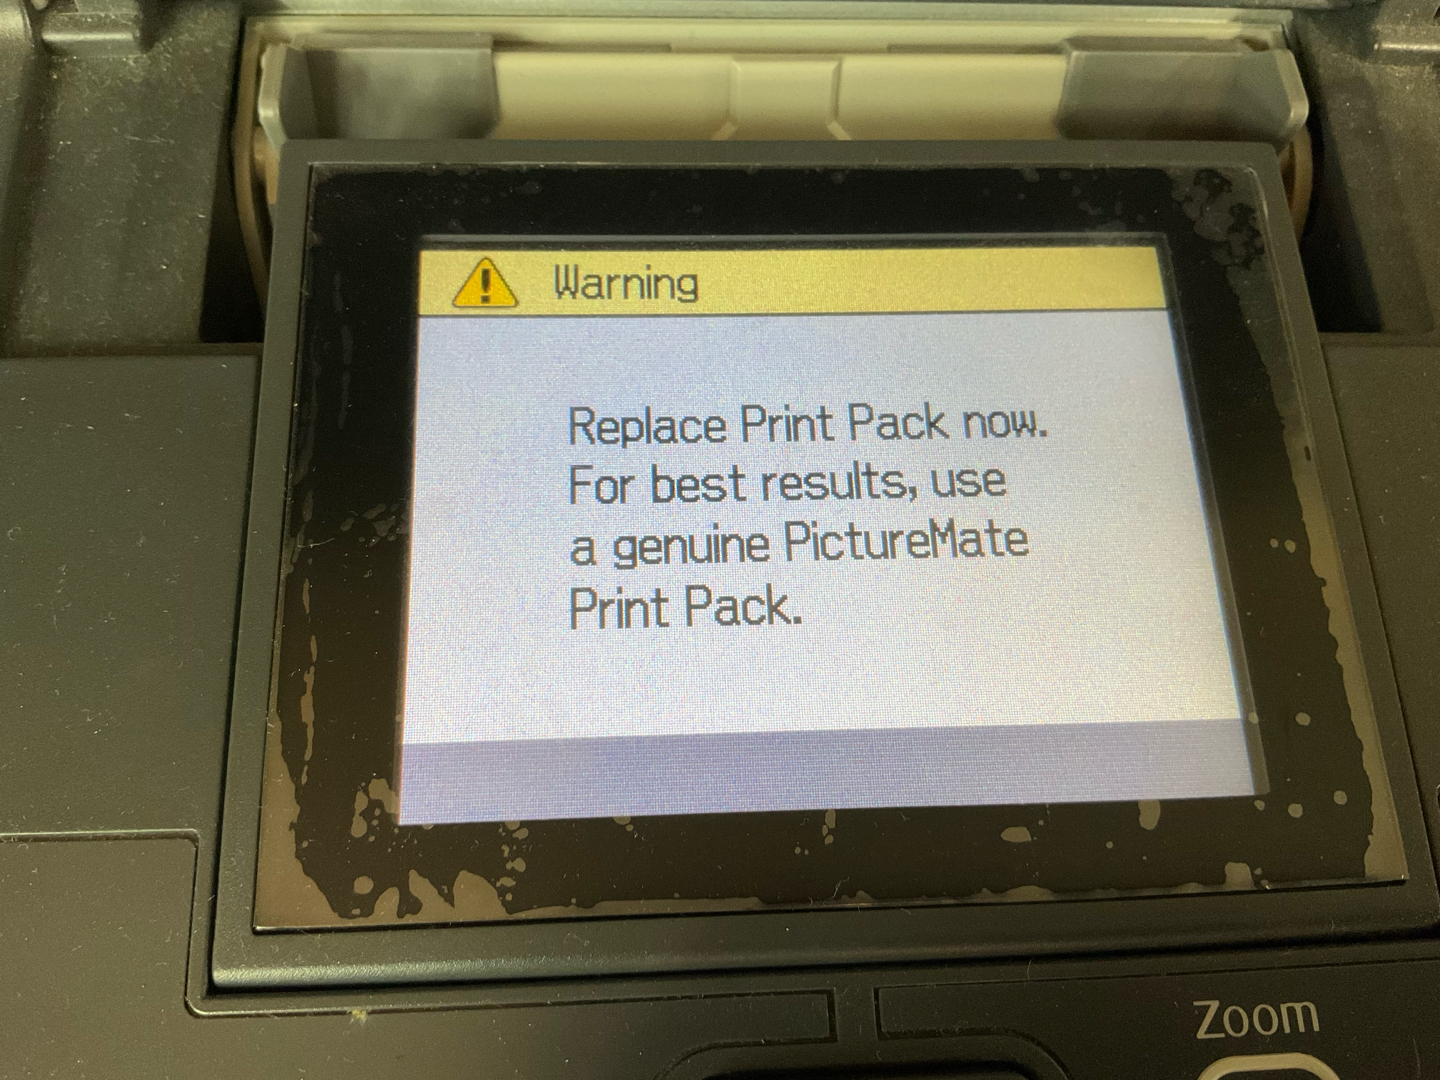 Warning
Replace Print Pack now.
For best results, use
a genuine PictureMate
Print Pack.
Zoom